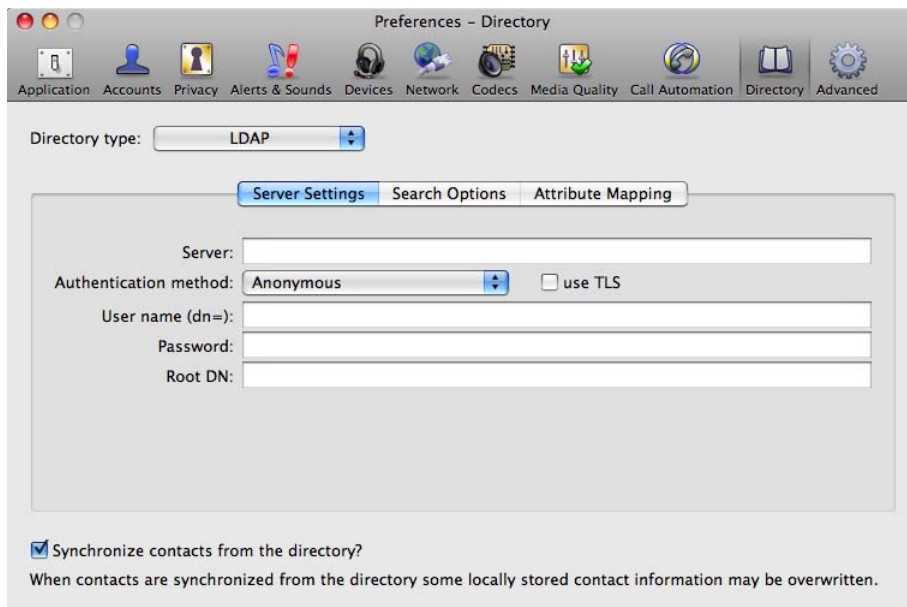 Preferences – Directory
Application Accounts Privacy Alerts & Sounds Devices Network Codecs Media Quality Call Automation Directory Advanced
Directory type: LDAP
Server Settings Search Options Attribute Mapping
Server:
Authentication method: Anonymous use TLS
User name (dn=):
Password:
Root DN:
Synchronize contacts from the directory?
When contacts are synchronized from the directory some locally stored contact information may be overwritten.